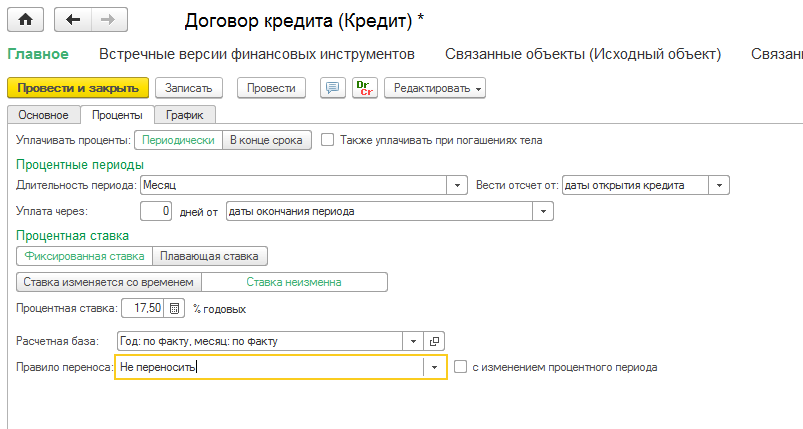 Договор кредита (Кредит) *
Главное Встречные версии финансовых инструментов Связанные объекты (Исходный объект) Связан
Провести и закрыть Записать Провести Dr Cr Редактировать
Основное Проценты График
Уплачивать проценты: Периодически В конце срока Также уплачивать при погашениях тела
Процентные периоды
Длительность периода: Месяц Вести отсчет от: даты открытия кредита
Уплата через: 0 дней от даты окончания периода
Процентная ставка
Фиксированная ставка Плавающая ставка
Ставка изменяется со временем Ставка неизменна
Процентная ставка: 17,50 % годовых
Расчетная база: Год: по факту, месяц: по факту
Правило переноса: Не переносить с изменением процентного периода